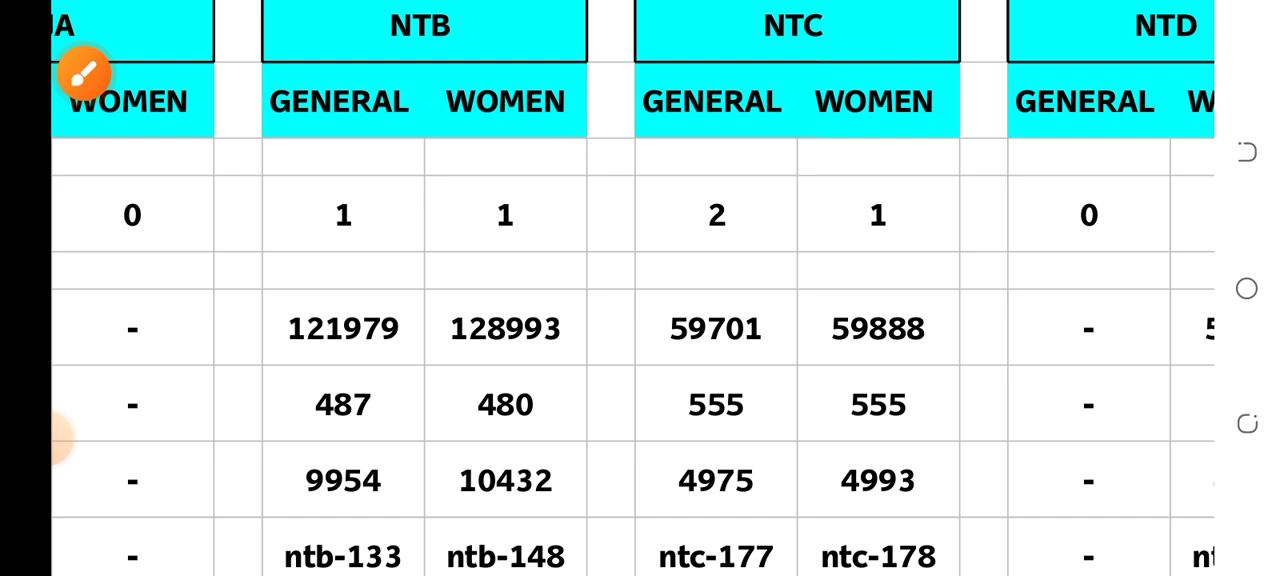 NTB NTC NTD
WOMEN GENERAL WOMEN GENERAL WOMEN GENERAL
0 1 1 2 1 0
- 121979 128993 59701 59888 -
- 487 480 555 555 -
- 9954 10432 4975 4993 -
- ntb-133 ntb-148 ntc-177 ntc-178 -